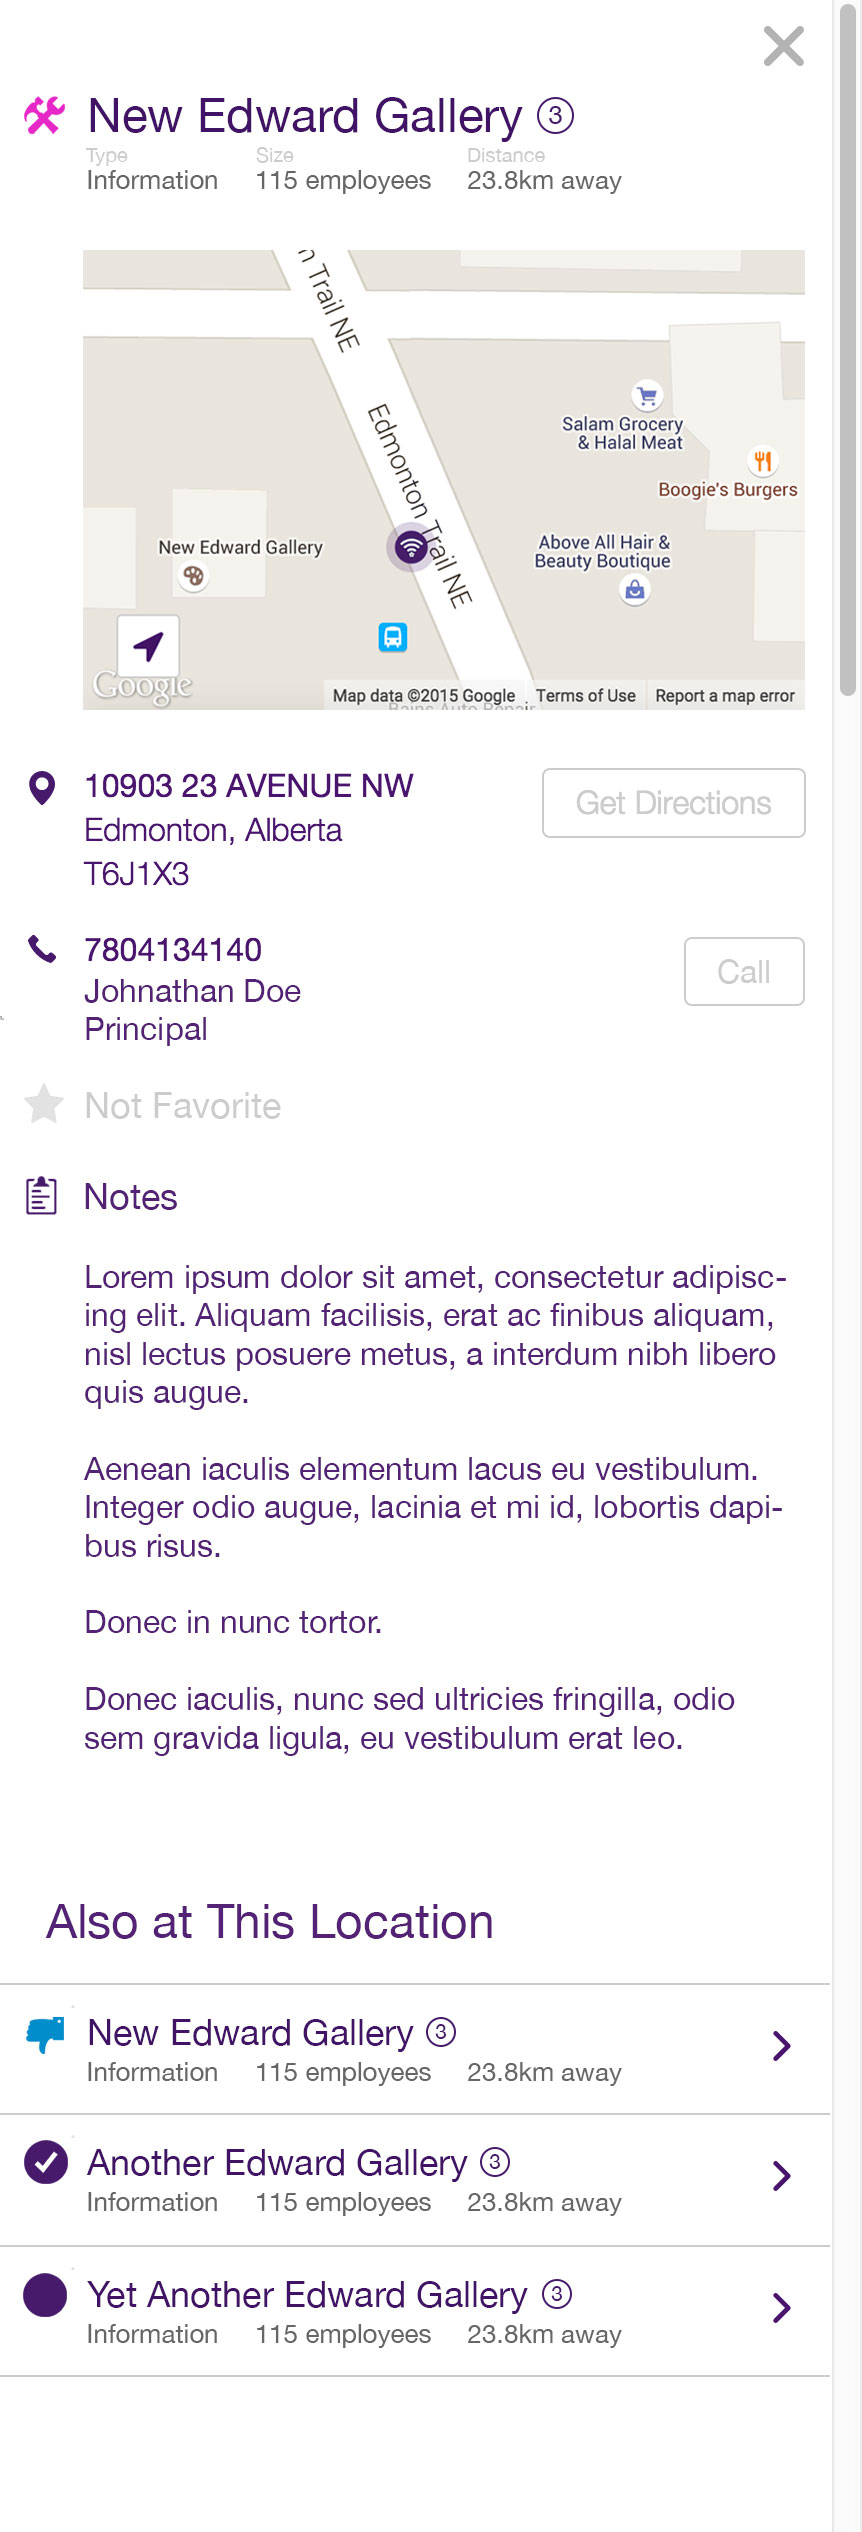 New Edward Gallery 3
Type Size Distance
Information 115 employees 23.8km away
n Trail NE
Edmonton Trail NE
Salam Grocery
& Halal Meat
Boogie's Burgers
New Edward Gallery
Above All Hair &
Beauty Boutique
Google
Map data ©2015 Google Terms of Use Report a map error
Bains Auto Repair
10903 23 AVENUE NW
Get Directions
Edmonton, Alberta
T6J1X3
7804134140
Call
Johnathan Doe
Principal
Not Favorite
Notes
Lorem ipsum dolor sit amet, consectetur adipisc-
ing elit. Aliquam facilisis, erat ac finibus aliquam,
nisl lectus posuere metus, a interdum nibh libero
quis augue.
Aenean iaculis elementum lacus eu vestibulum.
Integer odio augue, lacinia et mi id, lobortis dapi-
bus risus.
Donec in nunc tortor.
Donec iaculis, nunc sed ultricies fringilla, odio
sem gravida ligula, eu vestibulum erat leo.
Also at This Location
New Edward Gallery 3
Information 115 employees 23.8km away
Another Edward Gallery 3
Information 115 employees 23.8km away
Yet Another Edward Gallery 3
Information 115 employees 23.8km away